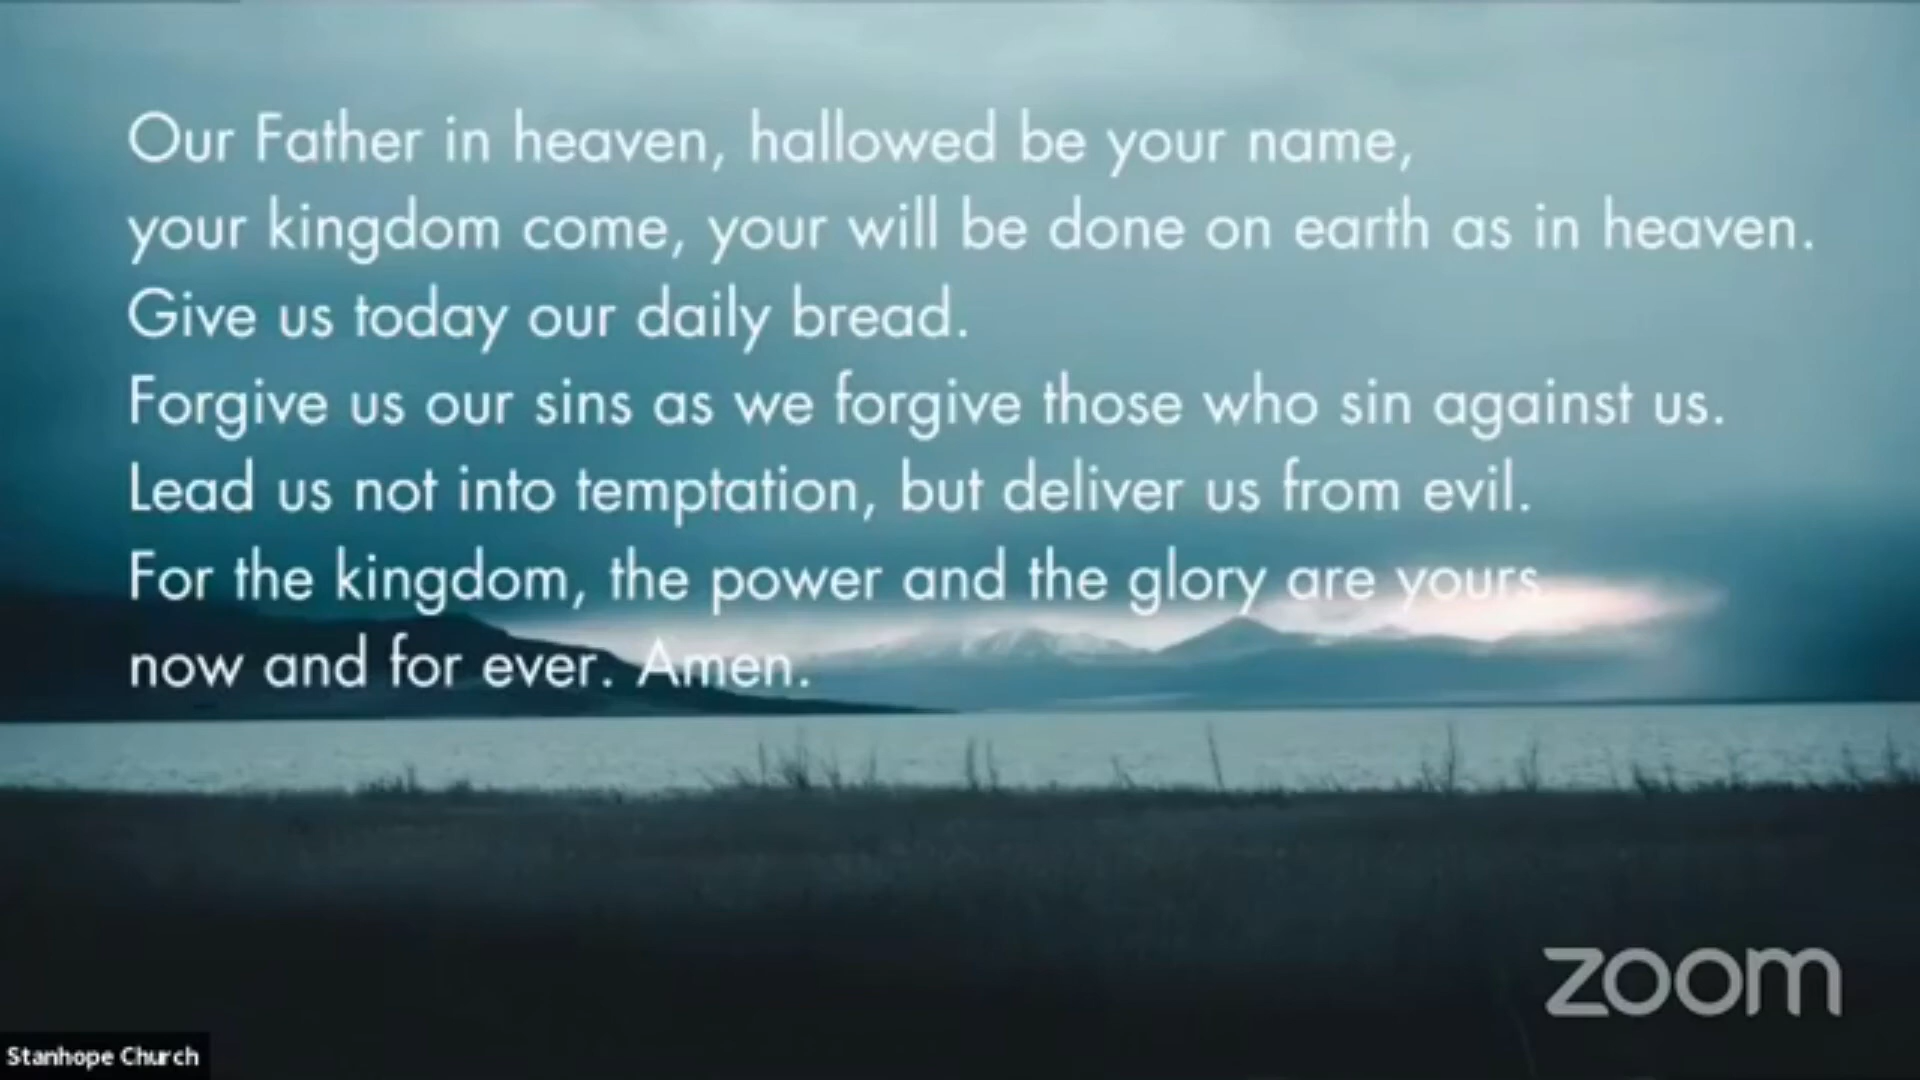 Our Father in heaven, hallowed be your name,
your kingdom come, your will be done on earth as in heaven.
Give us today our daily bread.
Forgive us our sins as we forgive those who sin against us.
Lead us not into temptation, but deliver us from evil.
For the kingdom, the power and the glory are yours
now and for ever. Amen.
zoom
Stanhope Church